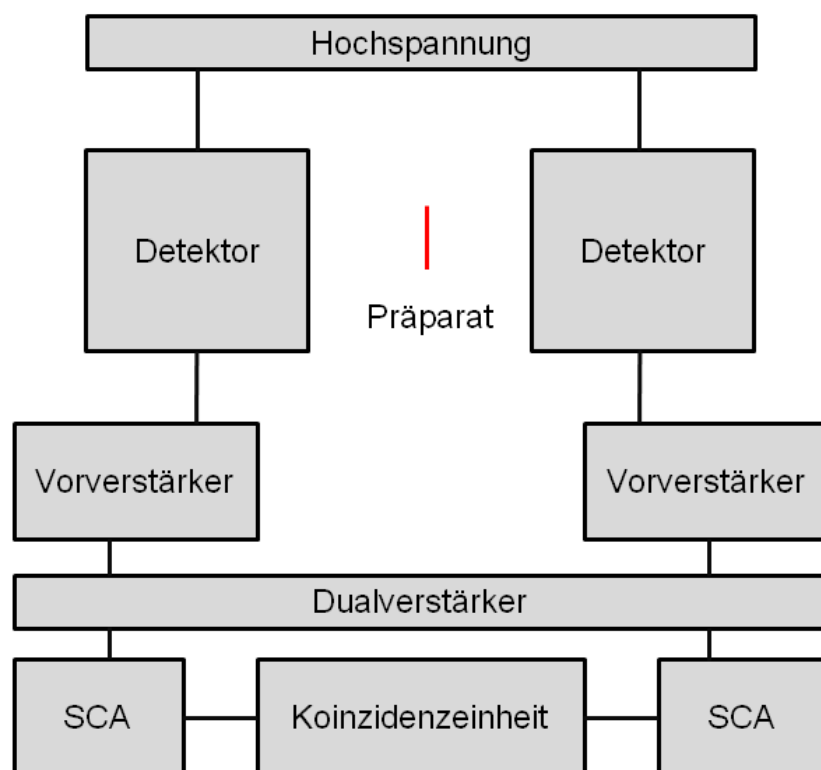 Hochspannung
Detektor
Detektor
Präparat
Vorverstärker
Vorverstärker
Dualverstärker
SCA
Koinzidenzeinheit
SCA